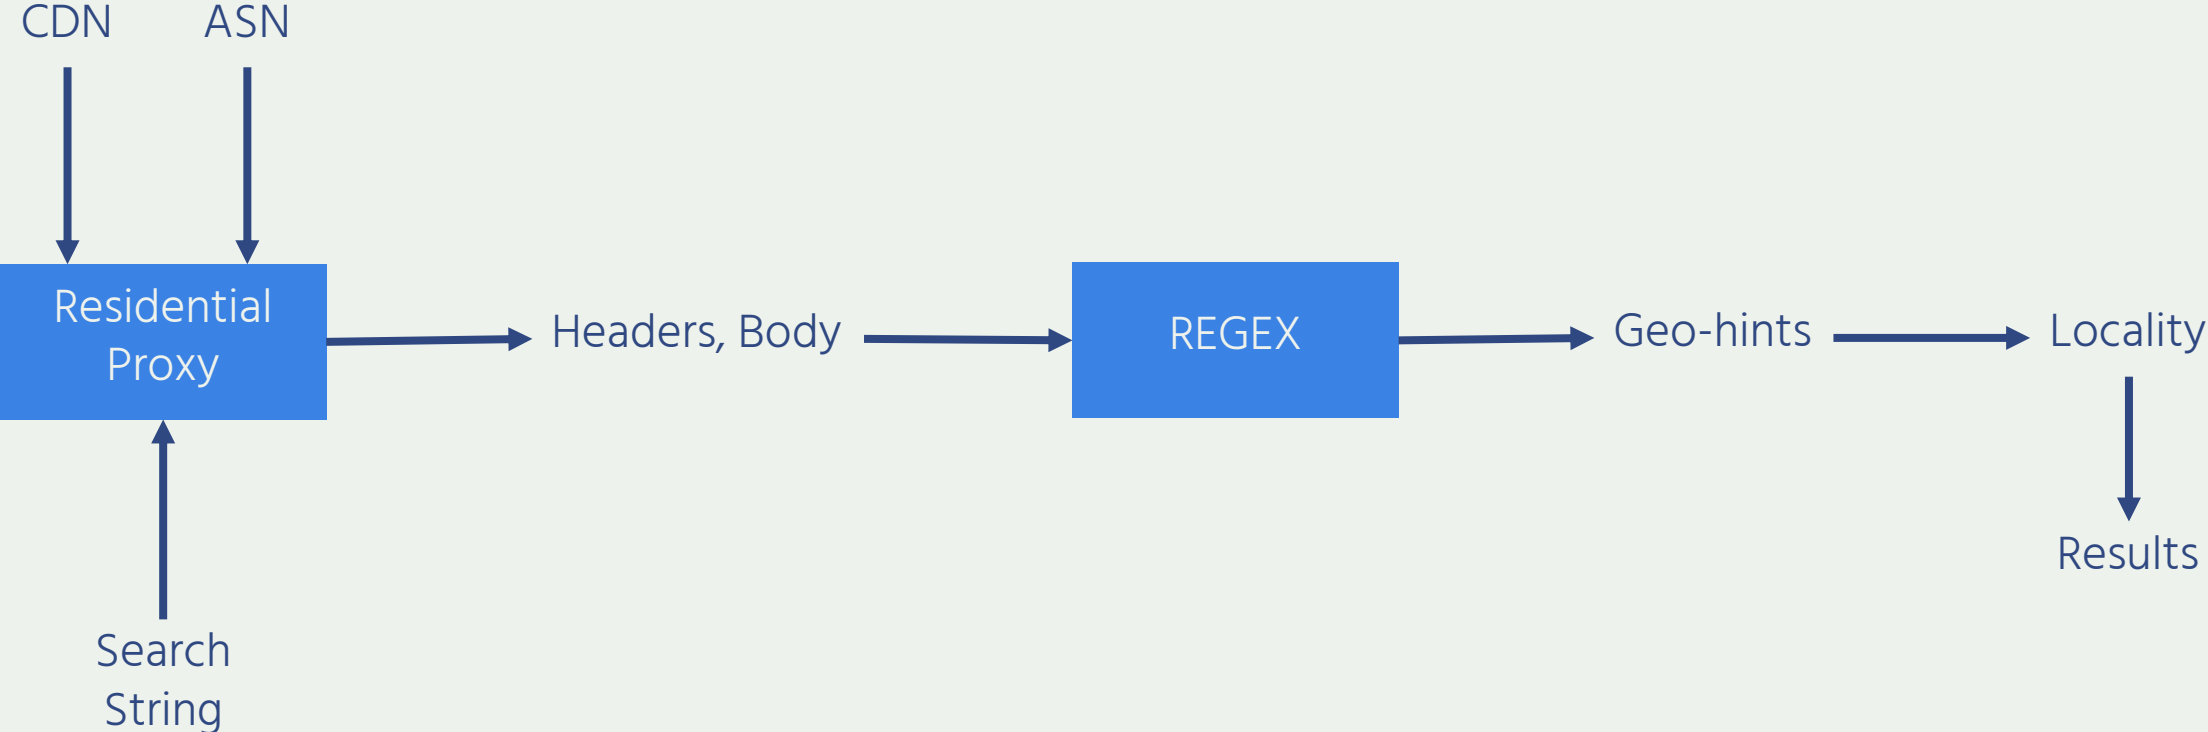 CDN
ASN
Residential
Proxy
Headers, Body
REGEX
Geo-hints
Locality
Results
Search
String